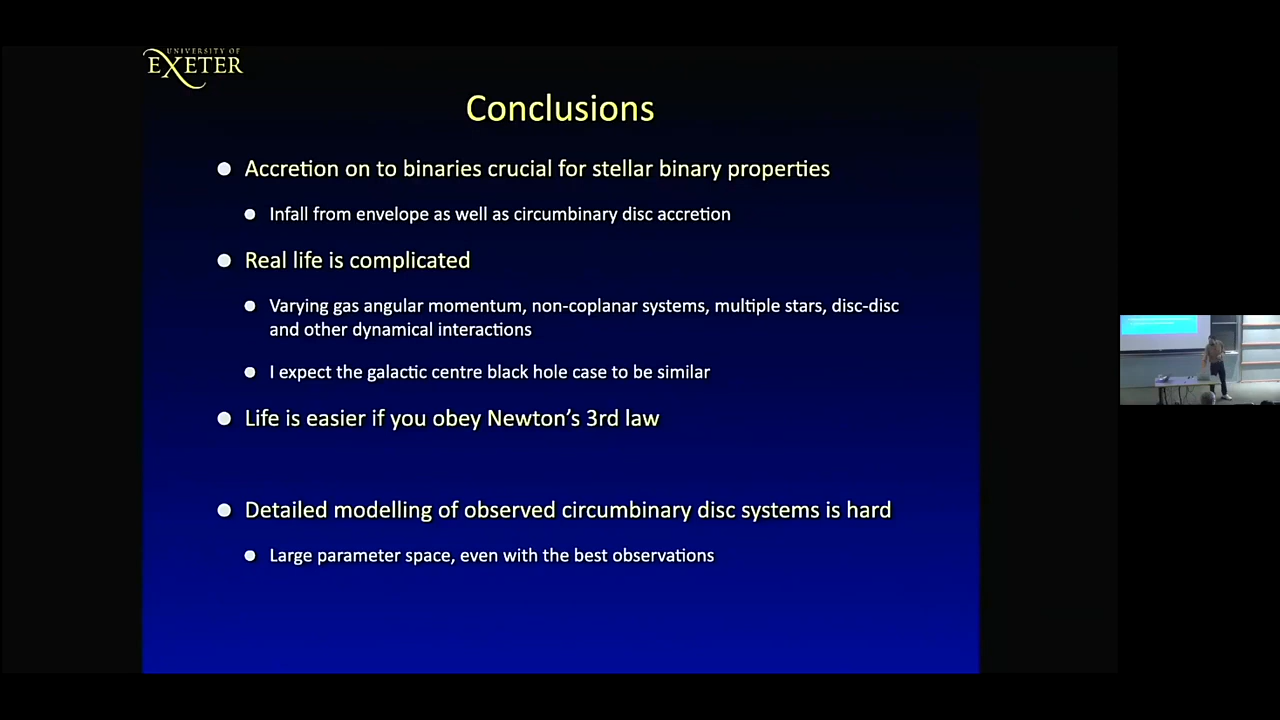 UNIVERSITY OF
EXETER
Conclusions
Accretion on to binaries crucial for stellar binary properties
Infall from envelope as well as circumbinary disc accretion
Real life is complicated
Varying gas angular momentum, non-coplanar systems, multiple stars, disc-disc
and other dynamical interactions
I expect the galactic centre black hole case to be similar
Life is easier if you obey Newton’s 3rd law
Detailed modelling of observed circumbinary disc systems is hard
Large parameter space, even with the best observations